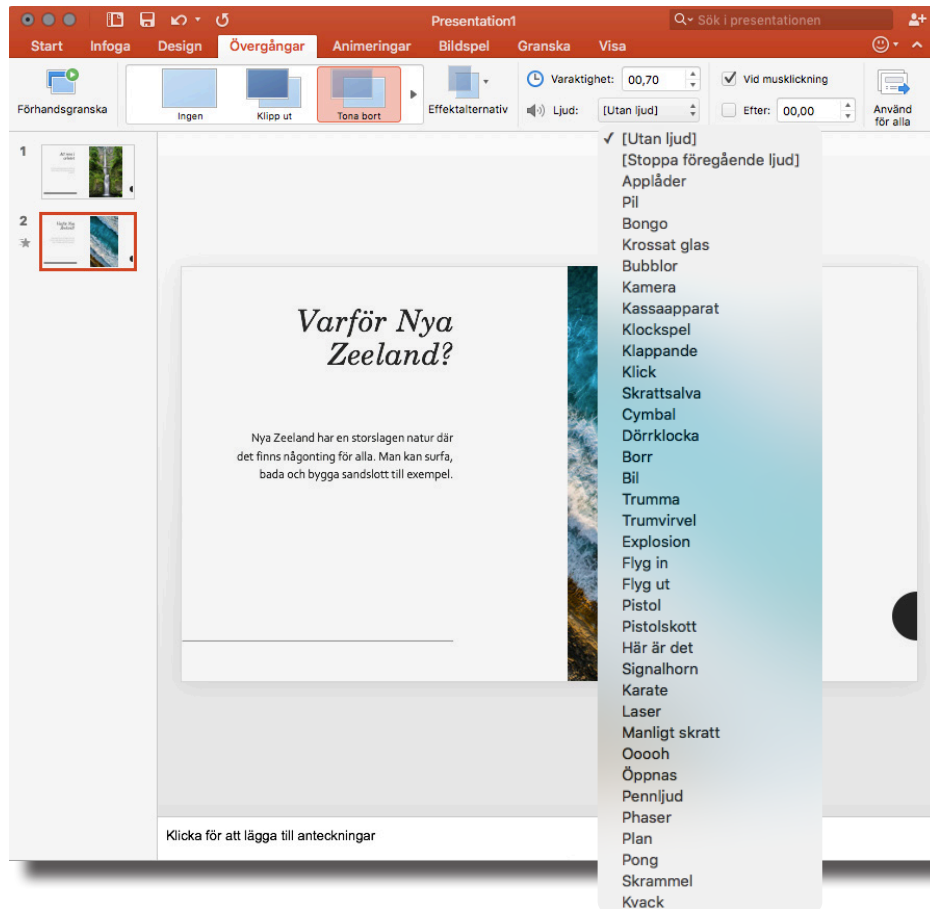 Presentation1
Sök i presentationen
Start Infoga Design Övergångar Animeringar Bildspel Granska Visa
Förhandsgranska
Ingen
Klipp ut
Tona bort
Effektalternativ
Varaktighet: 00,70
Ljud: [Utan ljud]
Vid musklickning
Efter: 00,00
Använd
för alla
✓ [Utan ljud]
[Stoppa föregående ljud]
Applåder
Pil
Bongo
Krossat glas
Bubblor
Kamera
Kassaapparat
Klockspel
Klappande
Klick
Skrattsalva
Cymbal
Dörrklocka
Borr
Bil
Trumma
Trumvirvel
Explosion
Flyg in
Flyg ut
Pistol
Pistolskott
Här är det
Signalhorn
Karate
Laser
Manligt skratt
Ooooh
Öppnas
Pennljud
Phaser
Plan
Pong
Skrammel
Kvack
1
2
Varför Nya
Zeeland?
Nya Zeeland har en storslagen natur där
det finns någonting för alla. Man kan surfa,
bada och bygga sandslott till exempel.
Klicka för att lägga till anteckningar